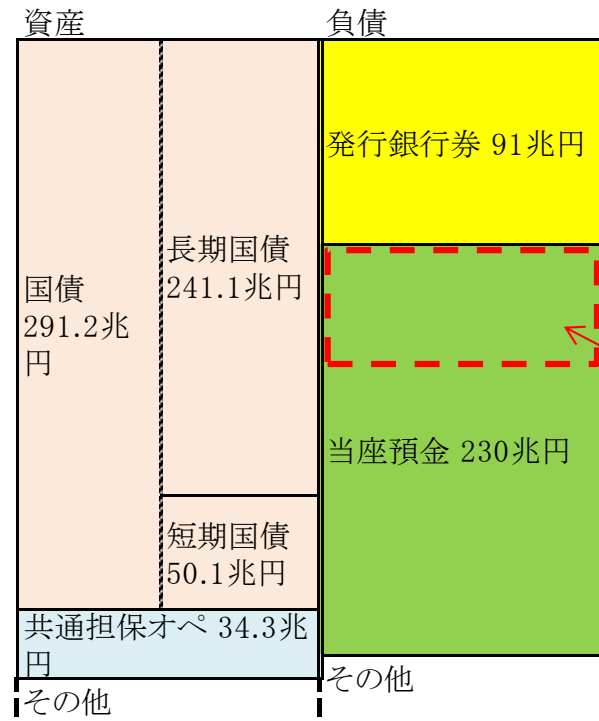 資産
負債
国債
291.2兆
円
長期国債
241.1兆円
短期国債
50.1兆円
共通担保オペ 34.3兆
円
その他
発行銀行券 91兆円
当座預金 230兆円
その他